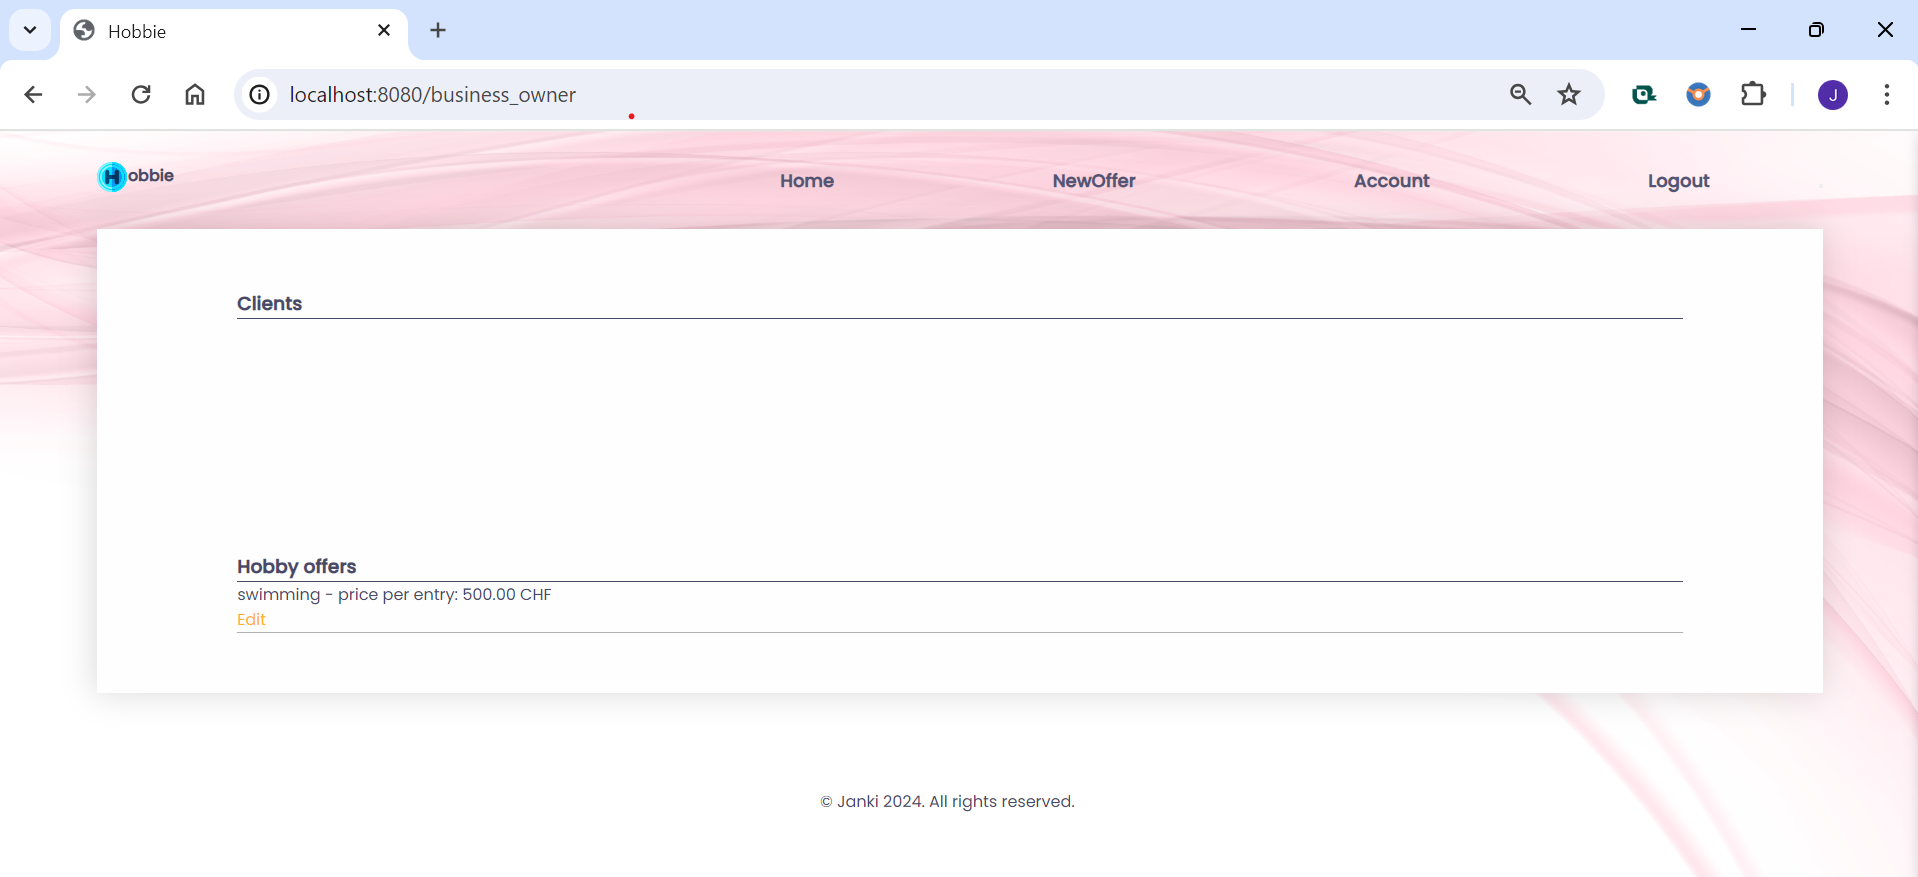 Hobbie
localhost:8080/business_owner
J
Hobbie
Home
NewOffer
Account
Logout
Clients
Hobby offers
swimming - price per entry: 500.00 CHF
Edit
© Janki 2024. All rights reserved.